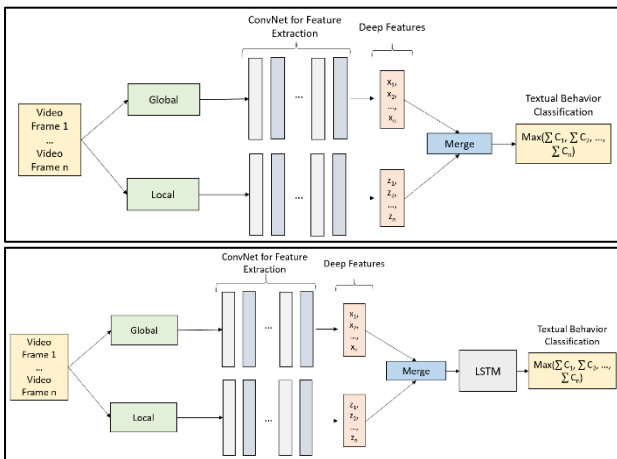 ConvNet for Feature
Extraction
Deep Features
Textual Behavior
Classification
Video
Frame 1
...
Video
Frame n
Global
Local
...
...
x₁,
x₂,
...,
xₙ
z₁,
z₂,
...,
zₙ
Merge
Max(∑ C₁, ∑ C₂, ...,
∑ Cₙ)
ConvNet for Feature
Extraction
Deep Features
Textual Behavior
Classification
Video
Frame 1
...
Video
Frame n
Global
Local
...
...
x₁,
x₂,
...,
xₙ
z₁,
z₂,
...,
zₙ
Merge
LSTM
Max(∑ C₁, ∑ C₂, ...,
∑ Cₙ)